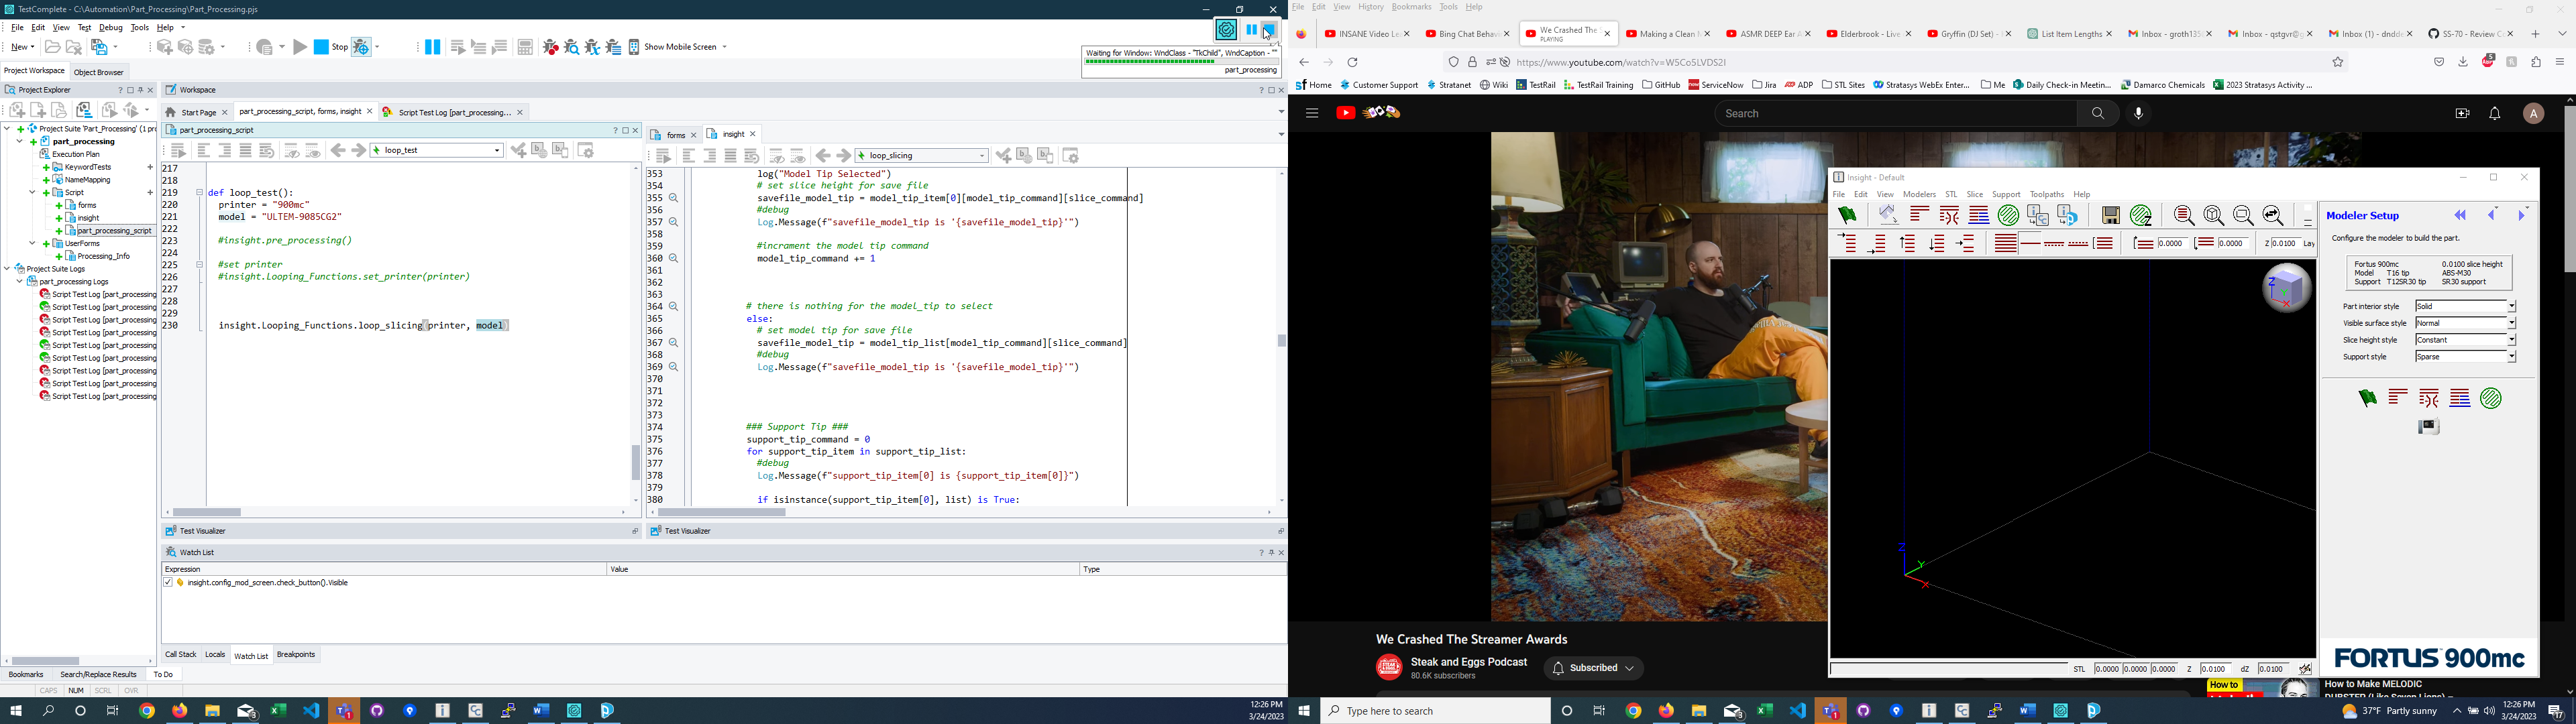 TestComplete - C:\Automation\Part_Processing\Part_Processing.pjs
File Edit View Test Debug Tools Help
New
Stop
Show Mobile Screen
Waiting for Window: WndClass - "TkChild", WndCaption - ""
part_processing
Project Workspace Object Browser
Project Explorer
Project Suite 'Part_Processing' (1 pr
part_processing
Execution Plan
KeywordTests
NameMapping
Script
forms
insight
part_processing_script
UserForms
Processing_Info
Project Suite Logs
part_processing Logs
Script Test Log [part_processing
Script Test Log [part_processing
Script Test Log [part_processing
Script Test Log [part_processing
Script Test Log [part_processing
Script Test Log [part_processing
Script Test Log [part_processing
Script Test Log [part_processing
Script Test Log [part_processing
Bookmarks Search/Replace Results To Do
CAPS NUM SCRL OVR
Workspace
Start Page part_processing_script, forms, insight Script Test Log [part_processing...
part_processing_script
loop_test
217
218
219 def loop_test():
220 printer = "900mc"
221 model = "ULTEM-9085CG2"
222
223 #insight.pre_processing()
224
225 #set printer
226 #insight.Looping_Functions.set_printer(printer)
227
228
229
230 insight.Looping_Functions.loop_slicing(printer, model)
Test Visualizer
forms insight
loop_slicing
353 log("Model Tip Selected")
354 # set slice height for save file
355 savefile_model_tip = model_tip_item[0][model_tip_command][slice_command]
356 #debug
357 Log.Message(f"savefile_model_tip is '{savefile_model_tip}'")
358
359 #incrament the model tip command
360 model_tip_command += 1
361
362
363
364 # there is nothing for the model_tip to select
365 else:
366 # set model tip for save file
367 savefile_model_tip = model_tip_list[model_tip_command][slice_command]
368 #debug
369 Log.Message(f"savefile_model_tip is '{savefile_model_tip}'")
370
371
372
373
374 ### Support Tip ###
375 support_tip_command = 0
376 for support_tip_item in support_tip_list:
377 #debug
378 Log.Message(f"support_tip_item[0] is {support_tip_item[0]}")
379
380 if isinstance(support_tip_item[0], list) is True:
Test Visualizer
Watch List
Expression Value Type
insight.config_mod_screen.check_button().Visible
Call Stack Locals Watch List Breakpoints
12:26 PM
3/24/2023
File Edit View History Bookmarks Tools Help
INSANE Video Le
Bing Chat Behav
We Crashed The
PLAYING
Making a Clean M
ASMR DEEP Ear A
Elderbrook - Live
Gryffin (DJ Set) -
List Item Lengths
Inbox - groth135
Inbox - qstgvr@g
Inbox (1) - dndde
SS-70 - Review C
https://www.youtube.com/watch?v=W5Co5LVDS2I
Home Customer Support Stratanet Wiki TestRail TestRail Training GitHub ServiceNow Jira ADP STL Sites Stratasys WebEx Enter... Me Daily Check-in Meetin... Damarco Chemicals 2023 Stratasys Activity ...
Search
A
We Crashed The Streamer Awards
Steak and Eggs Podcast
80.6K subscribers
Subscribed
How to
How to Make MELODIC
Insight - Default
File Edit View Modelers STL Slice Support Toolpaths Help
0.0000 0.0000 Z 0.0100 Lay
Modeler Setup
Configure the modeler to build the part.
Fortus 900mc 0.0100 slice height
Model T16 tip ABS-M30
Support T12SR30 tip SR30 support
Part interior style Solid
Visible surface style Normal
Slice height style Constant
Support style Sparse
Z
Y
X
FORTUS 900mc
STL 0.0000 0.0000 0.0000 Z 0.0100 dZ 0.0100
Type here to search
37°F Partly sunny
12:26 PM
3/24/2023